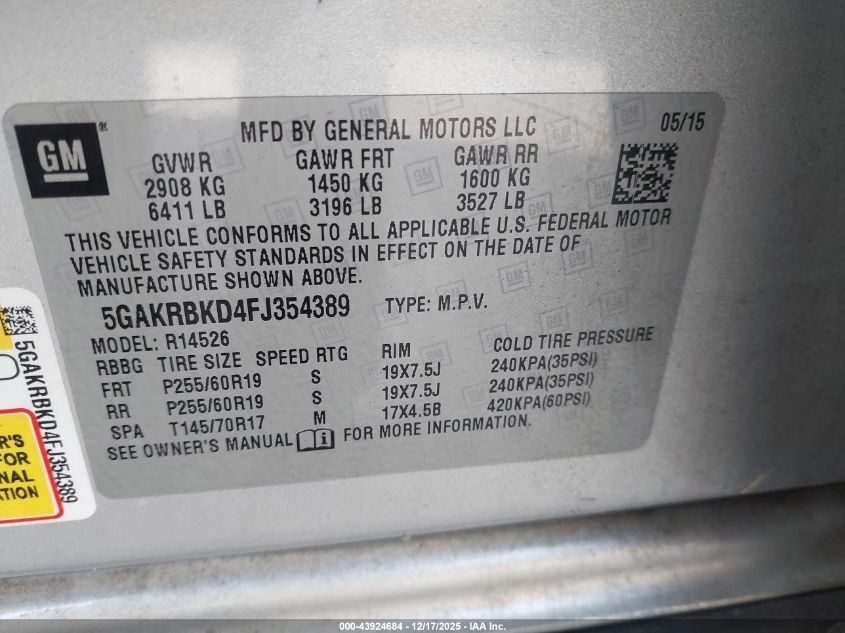 GM
®
MFD BY GENERAL MOTORS LLC
05/15
GVWR GAWR FRT GAWR RR
2908 KG 1450 KG 1600 KG
6411 LB 3196 LB 3527 LB
THIS VEHICLE CONFORMS TO ALL APPLICABLE U.S. FEDERAL MOTOR
VEHICLE SAFETY STANDARDS IN EFFECT ON THE DATE OF
MANUFACTURE SHOWN ABOVE.
5GAKRBKD4FJ354389 TYPE: M.P.V.
MODEL: R14526
RBBG TIRE SIZE SPEED RTG RIM COLD TIRE PRESSURE
FRT P255/60R19 S 19X7.5J 240KPA(35PSI)
RR P255/60R19 S 19X7.5J 240KPA(35PSI)
SPA T145/70R17 M 17X4.5B 420KPA(60PSI)
SEE OWNER'S MANUAL i FOR MORE INFORMATION.
5GAKRBKD4FJ354389
R'S
FOR
NAL
TION
000-43924684 - 12/17/2025 - IAA Inc.